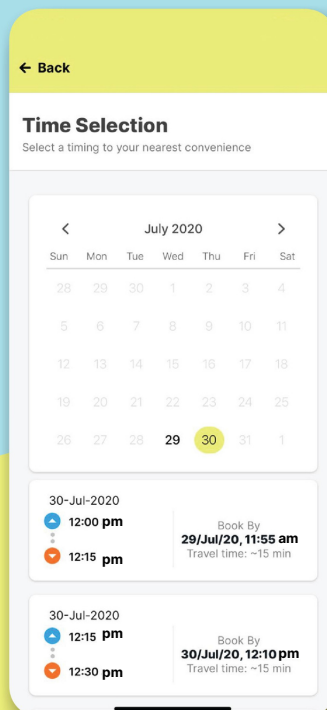 ← Back
Time Selection
Select a timing to your nearest convenience
< July 2020 >
Sun Mon Tue Wed Thu Fri Sat
28 29 30 1 2 3 4
5 6 7 8 9 10 11
12 13 14 15 16 17 18
19 20 21 22 23 24 25
26 27 28 29 30 31 1
30-Jul-2020
12:00 pm
12:15 pm
Book By
29/Jul/20, 11:55 am
Travel time: ~15 min
30-Jul-2020
12:15 pm
12:30 pm
Book By
30/Jul/20, 12:10 pm
Travel time: ~15 min